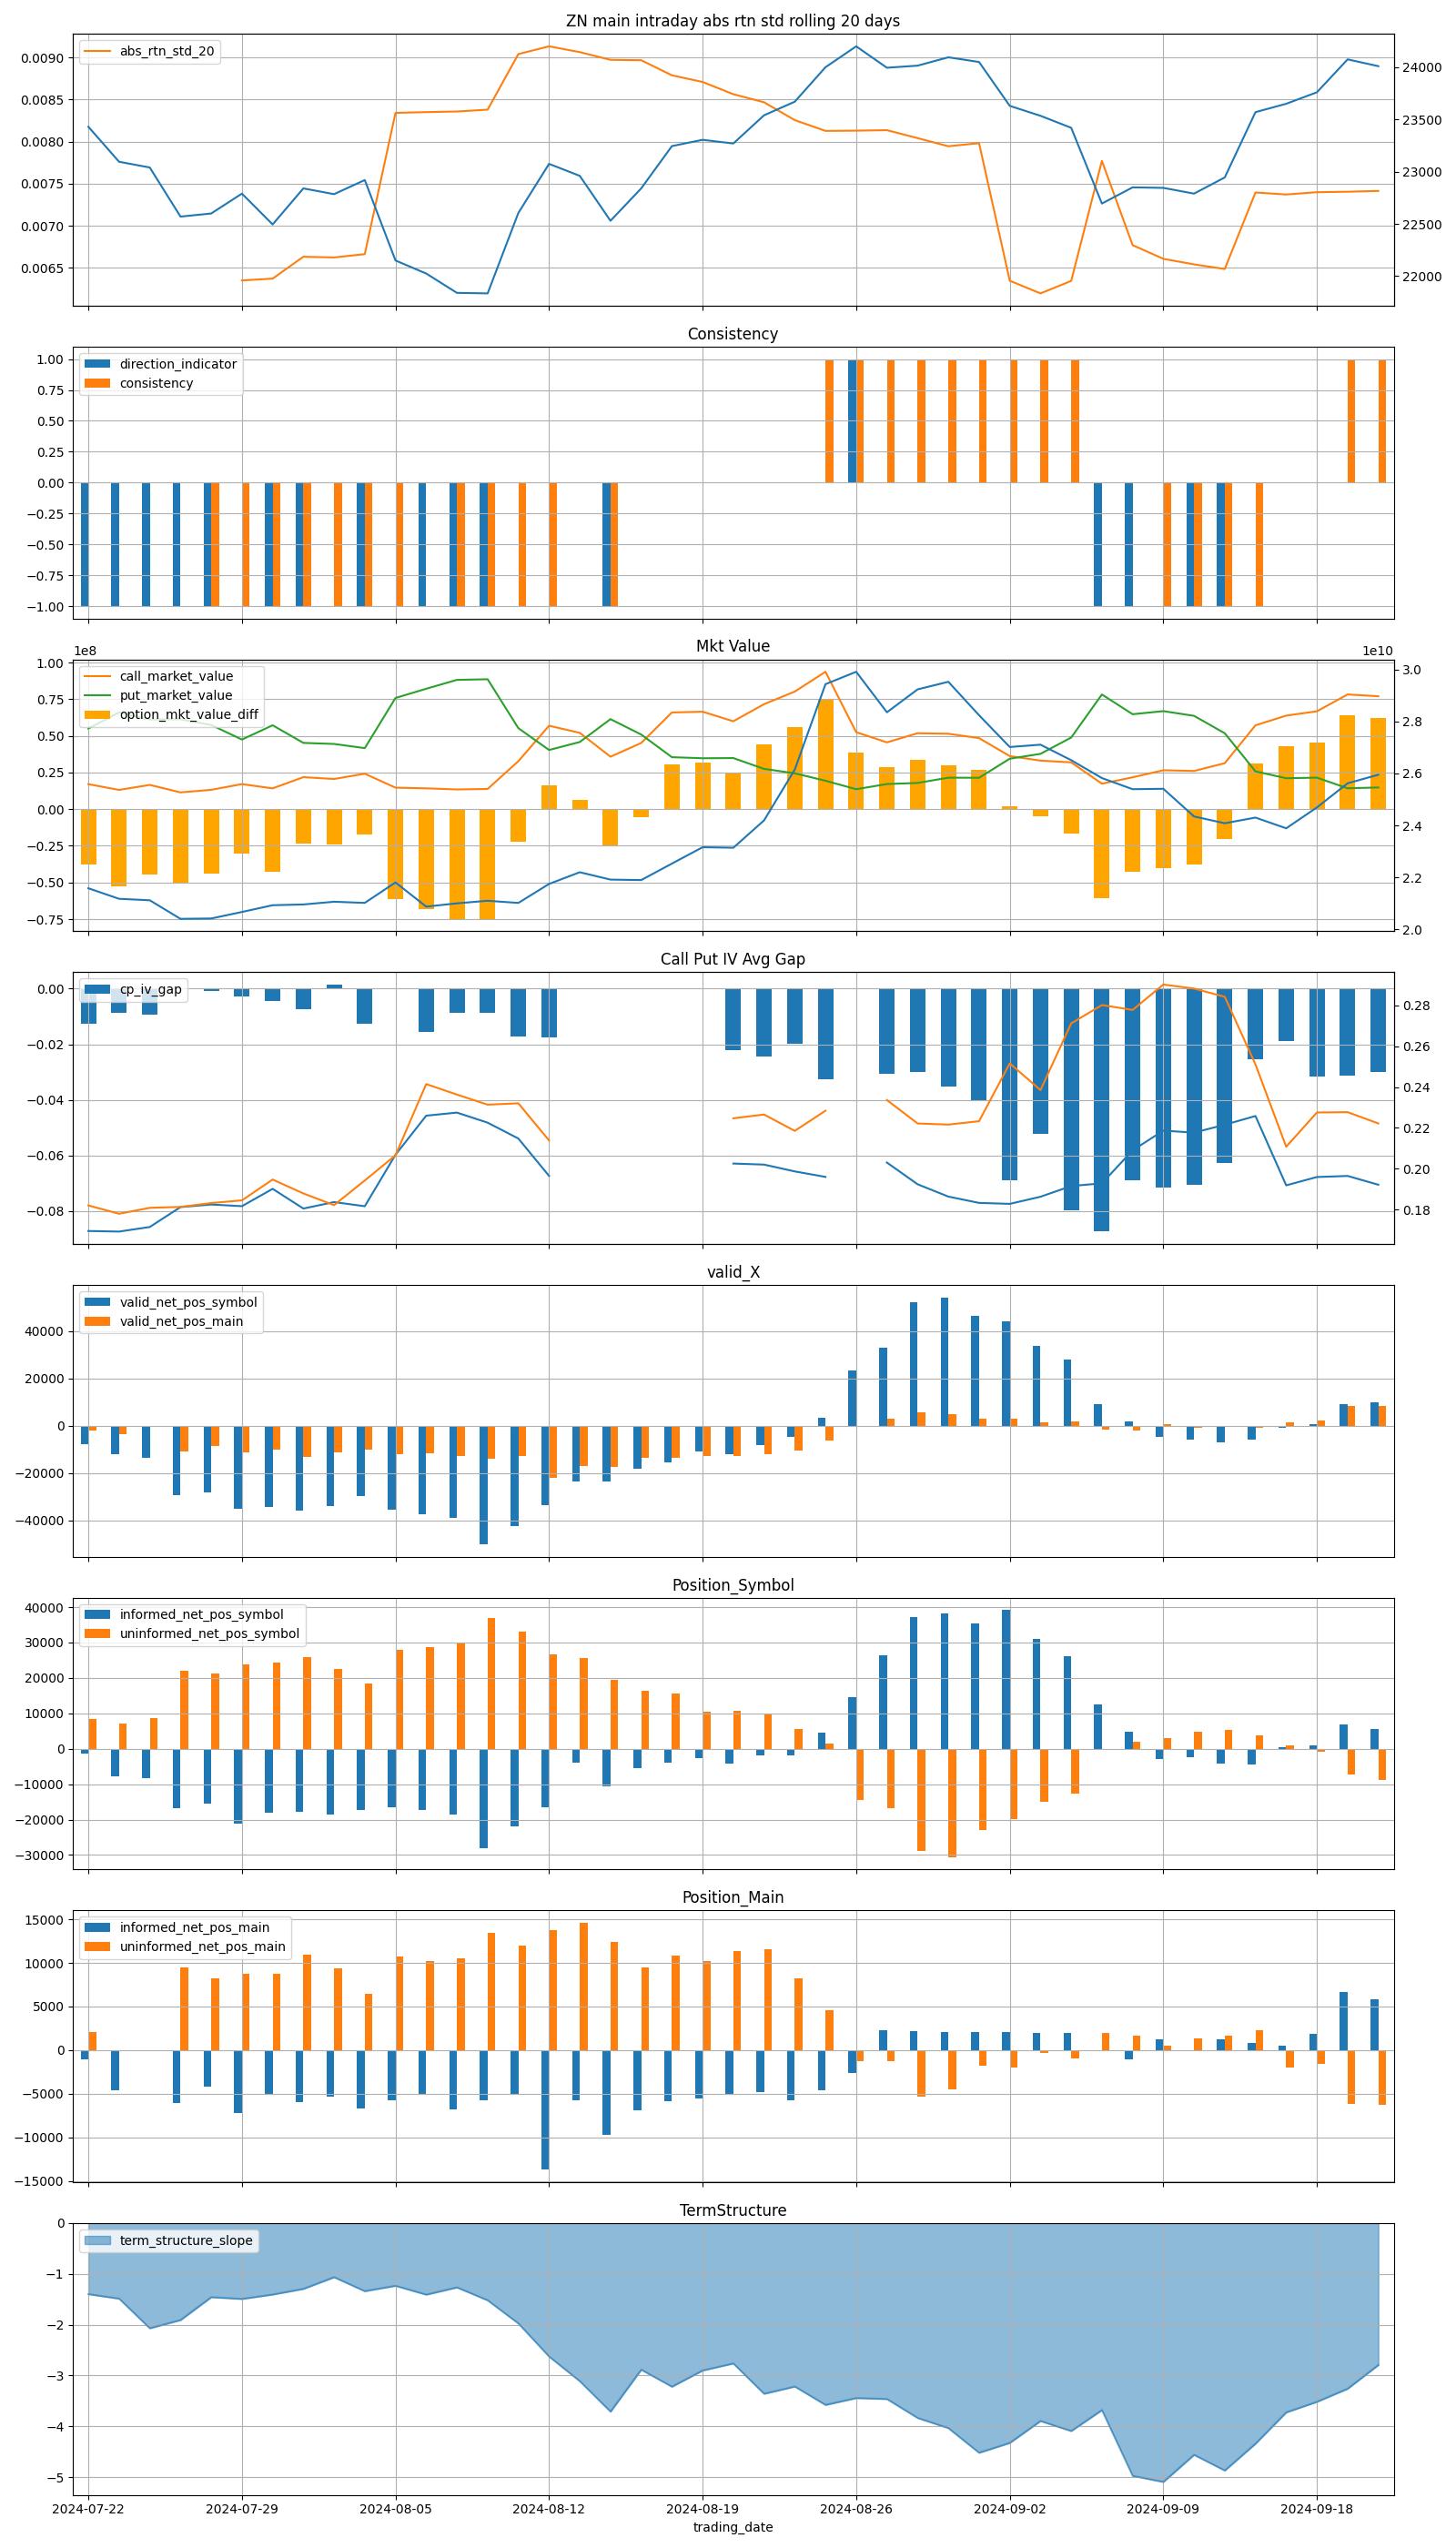 ZN main intraday abs rtn std rolling 20 days
abs_rtn_std_20
0.0090
0.0085
0.0080
0.0075
0.0070
0.0065
24000
23500
23000
22500
22000
Consistency
direction_indicator
consistency
1.00
0.75
0.50
0.25
0.00
−0.25
−0.50
−0.75
−1.00
Mkt Value
1e8
1e10
call_market_value
put_market_value
option_mkt_value_diff
1.00
0.75
0.50
0.25
0.00
−0.25
−0.50
−0.75
3.0
2.8
2.6
2.4
2.2
2.0
Call Put IV Avg Gap
cp_iv_gap
0.00
−0.02
−0.04
−0.06
−0.08
0.28
0.26
0.24
0.22
0.20
0.18
valid_X
valid_net_pos_symbol
valid_net_pos_main
40000
20000
0
−20000
−40000
Position_Symbol
informed_net_pos_symbol
uninformed_net_pos_symbol
40000
30000
20000
10000
0
−10000
−20000
−30000
Position_Main
informed_net_pos_main
uninformed_net_pos_main
15000
10000
5000
0
−5000
−10000
−15000
TermStructure
term_structure_slope
0
−1
−2
−3
−4
−5
2024-07-22 2024-07-29 2024-08-05 2024-08-12 2024-08-19 2024-08-26 2024-09-02 2024-09-09 2024-09-18
trading_date